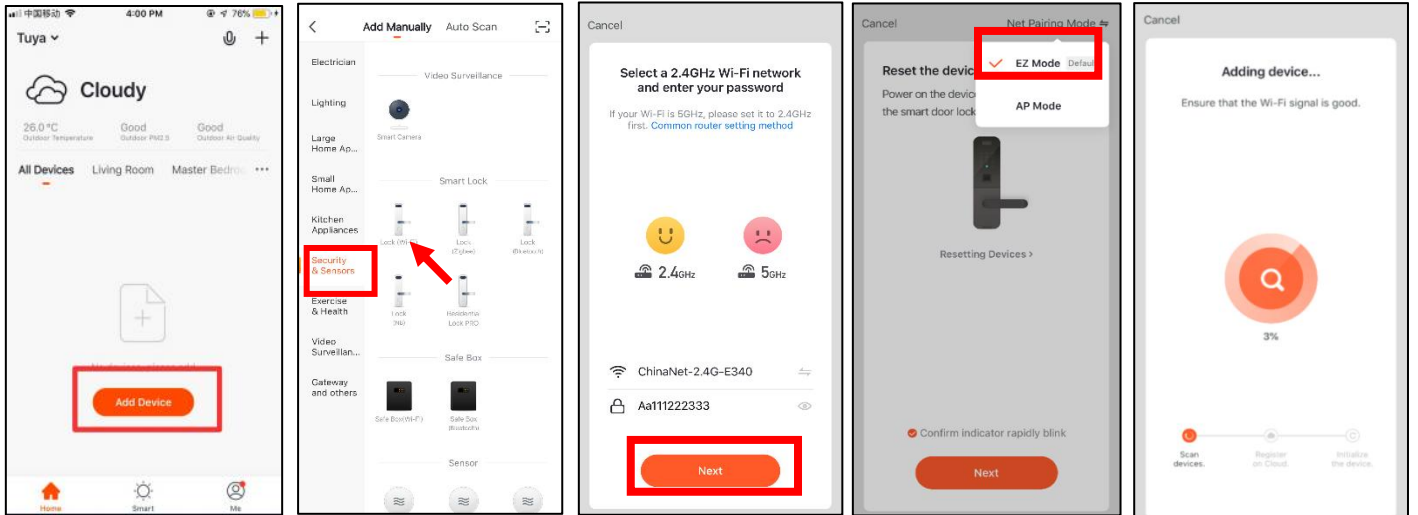 中国移动
4:00 PM
76%
Tuya
Cloudy
26.0°C
Good
Good
Outdoor Temperature
Outdoor PM2.5
Outdoor Air Quality
All Devices
Living Room
Master Bedro
Add Device
Home
Smart
Me
Add Manually
Auto Scan
Electrician
Lighting
Large
Home Ap...
Small
Home Ap...
Kitchen
Appliances
Security
& Sensors
Exercise
& Health
Video
Surveillan...
Gateway
and others
Video Surveillance
Smart Camera
Smart Lock
Lock (Wi-Fi)
Lock
(Zigbee)
Lock
(Bluetooth)
Lock
Residential
Lock PRO
Safe Box
Safe Box(Wi-Fi)
Safe Box
(Bluetooth)
Sensor
Cancel
Select a 2.4GHz Wi-Fi network
and enter your password
If your Wi-Fi is 5GHz, please set it to 2.4GHz
first. Common router setting method
2.4GHz
5GHz
ChinaNet-2.4G-E340
Aa111222333
Next
Cancel
Net Pairing Mode
EZ Mode
Defaul
AP Mode
Reset the devic
Power on the devic
the smart door lock
Resetting Devices >
Confirm indicator rapidly blink
Next
Cancel
Adding device...
Ensure that the Wi-Fi signal is good.
3%
Scan
devices.
Register
on Cloud.
Initialize
the device.